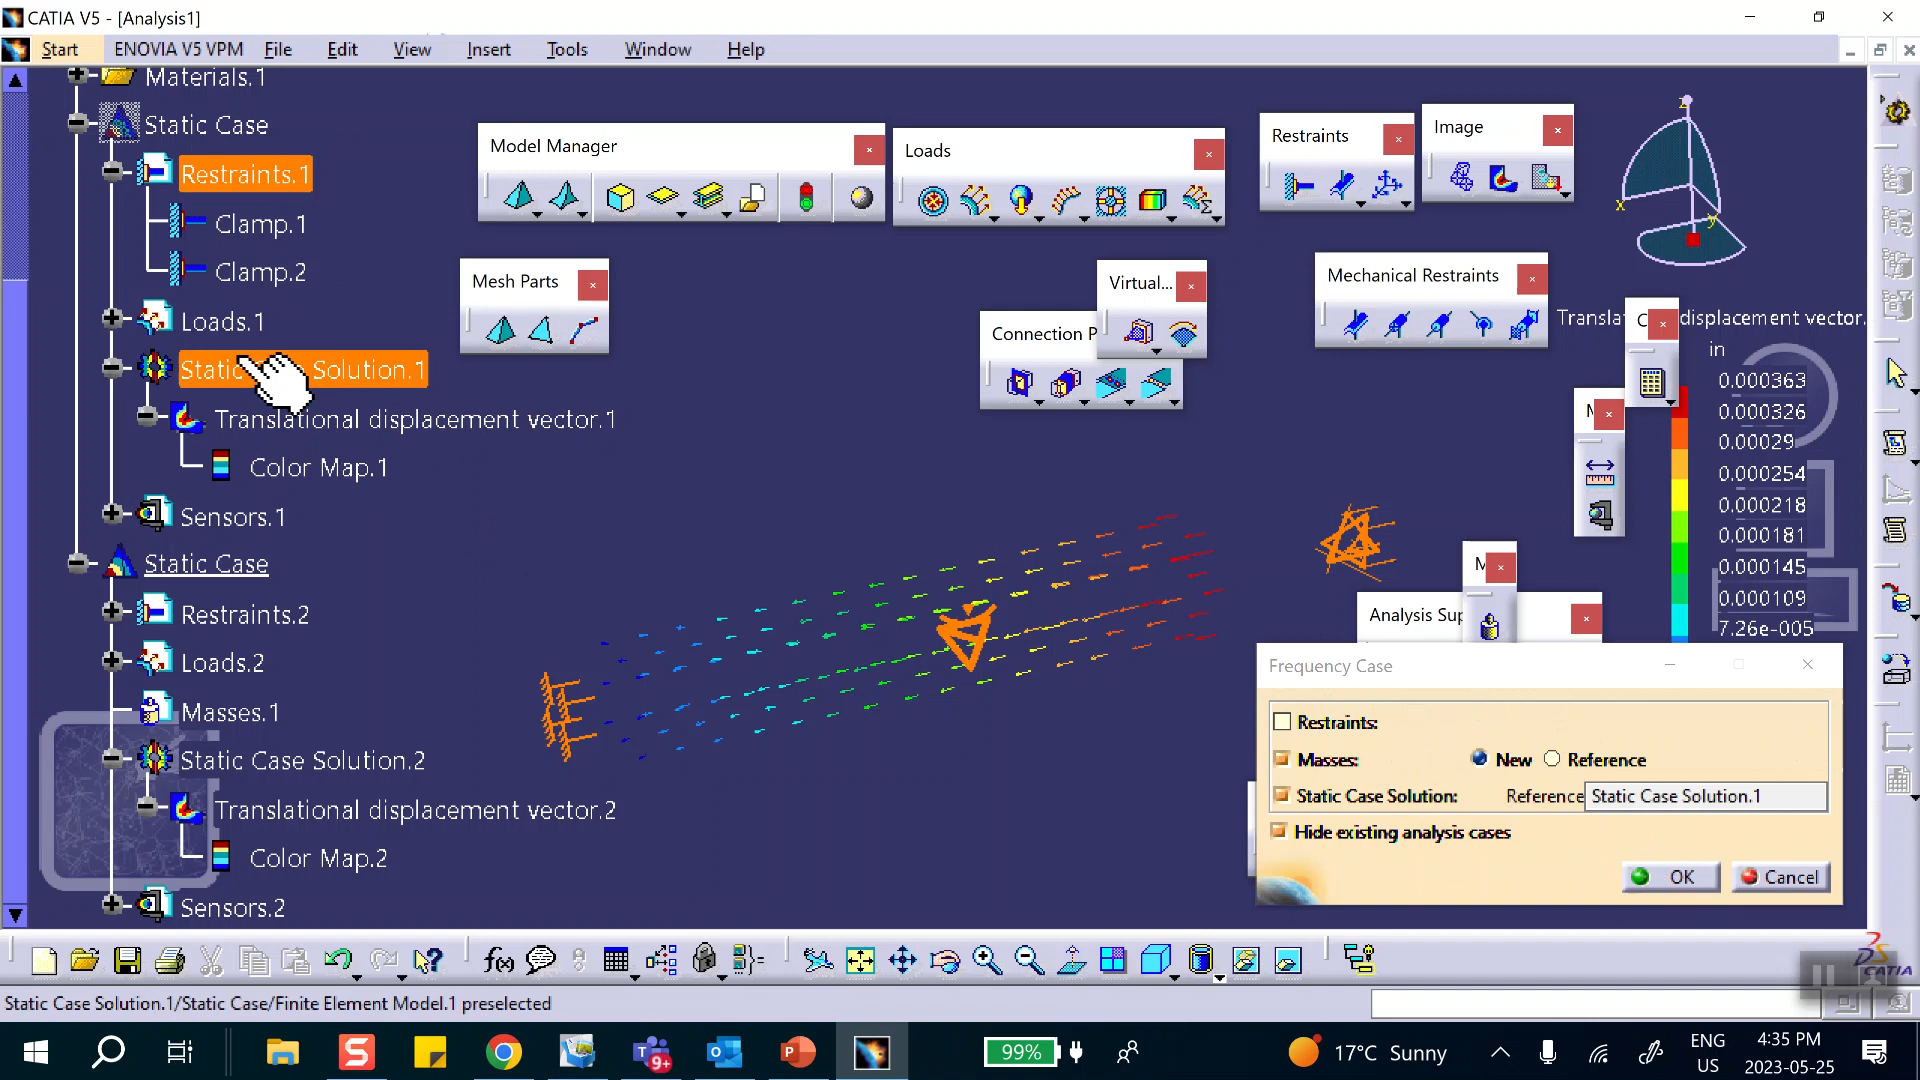 CATIA V5 - [Analysis1]
Start ENOVIA V5 VPM File Edit View Insert Tools Window Help
Materials.1
Static Case
Restraints.1
Clamp.1
Clamp.2
Loads.1
Static Solution.1
Translational displacement vector.1
Color Map.1
Sensors.1
Static Case
Restraints.2
Loads.2
Masses.1
Static Case Solution.2
Translational displacement vector.2
Color Map.2
Sensors.2
Model Manager
Loads
Restraints
Image
Mesh Parts
Virtual...
Connection P
Mechanical Restraints
z
x
y
Transla displacement vector.
in
0.000363
0.000326
0.00029
0.000254
0.000218
0.000181
0.000145
0.000109
7.26e-005
Analysis Sup
Frequency Case
Restraints:
Masses: New Reference
Static Case Solution: Reference Static Case Solution.1
Hide existing analysis cases
OK Cancel
f(x)
CATIA
Static Case Solution.1/Static Case/Finite Element Model.1 preselected
99%
17°C Sunny
ENG
US
4:35 PM
2023-05-25
9+